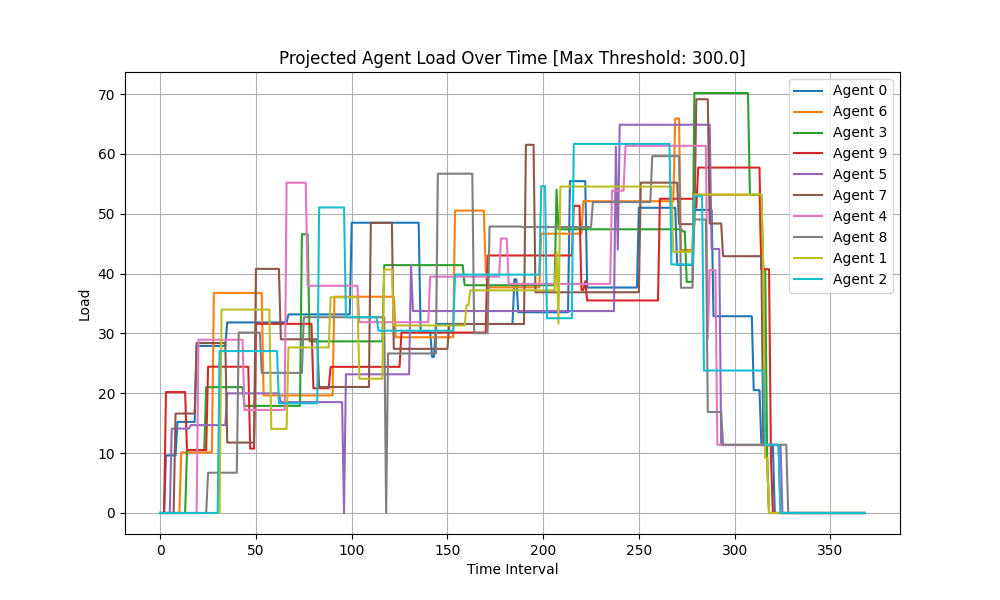 Projected Agent Load Over Time [Max Threshold: 300.0]
Load
70
60
50
40
30
20
10
0
0 50 100 150 200 250 300 350
Time Interval
Agent 0
Agent 6
Agent 3
Agent 9
Agent 5
Agent 7
Agent 4
Agent 8
Agent 1
Agent 2